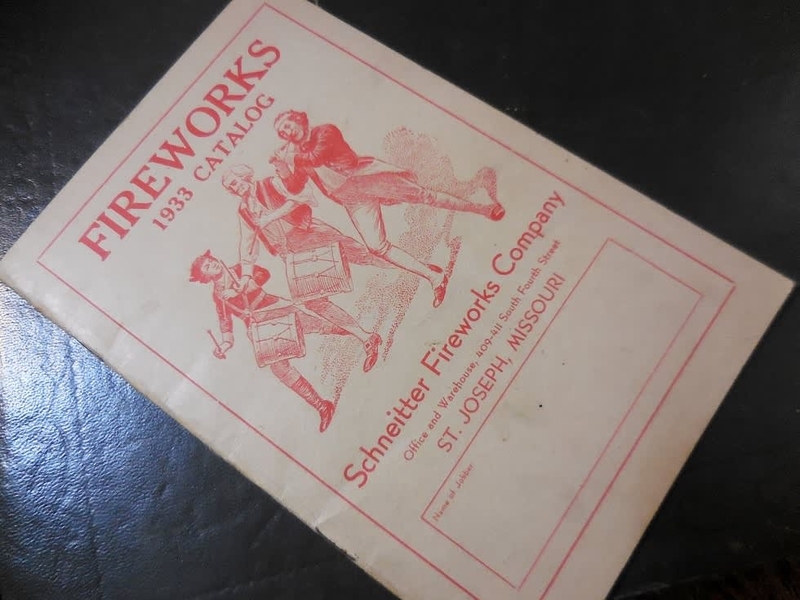 FIREWORKS
1933 CATALOG
Schneitter Fireworks Company
Office and Warehouse, 409-411 South Fourth Street
ST. JOSEPH, MISSOURI
Name of Jobber